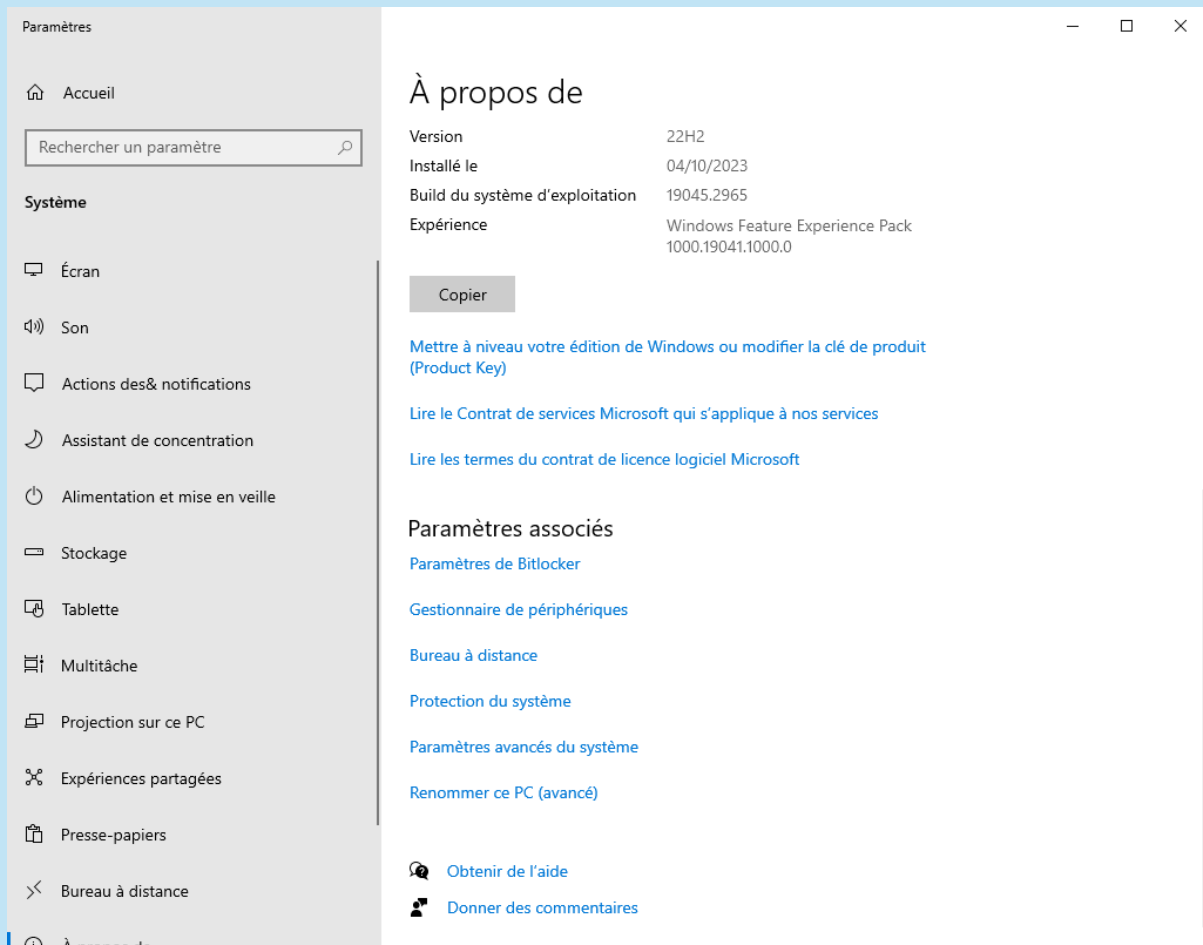 Paramètres
Accueil
Rechercher un paramètre
Système
Écran
Son
Actions des& notifications
Assistant de concentration
Alimentation et mise en veille
Stockage
Tablette
Multitâche
Projection sur ce PC
Expériences partagées
Presse-papiers
Bureau à distance
À propos de
À propos de
Version 22H2
Installé le 04/10/2023
Build du système d'exploitation 19045.2965
Expérience Windows Feature Experience Pack
1000.19041.1000.0
Copier
Mettre à niveau votre édition de Windows ou modifier la clé de produit
(Product Key)
Lire le Contrat de services Microsoft qui s'applique à nos services
Lire les termes du contrat de licence logiciel Microsoft
Paramètres associés
Paramètres de Bitlocker
Gestionnaire de périphériques
Bureau à distance
Protection du système
Paramètres avancés du système
Renommer ce PC (avancé)
Obtenir de l'aide
Donner des commentaires